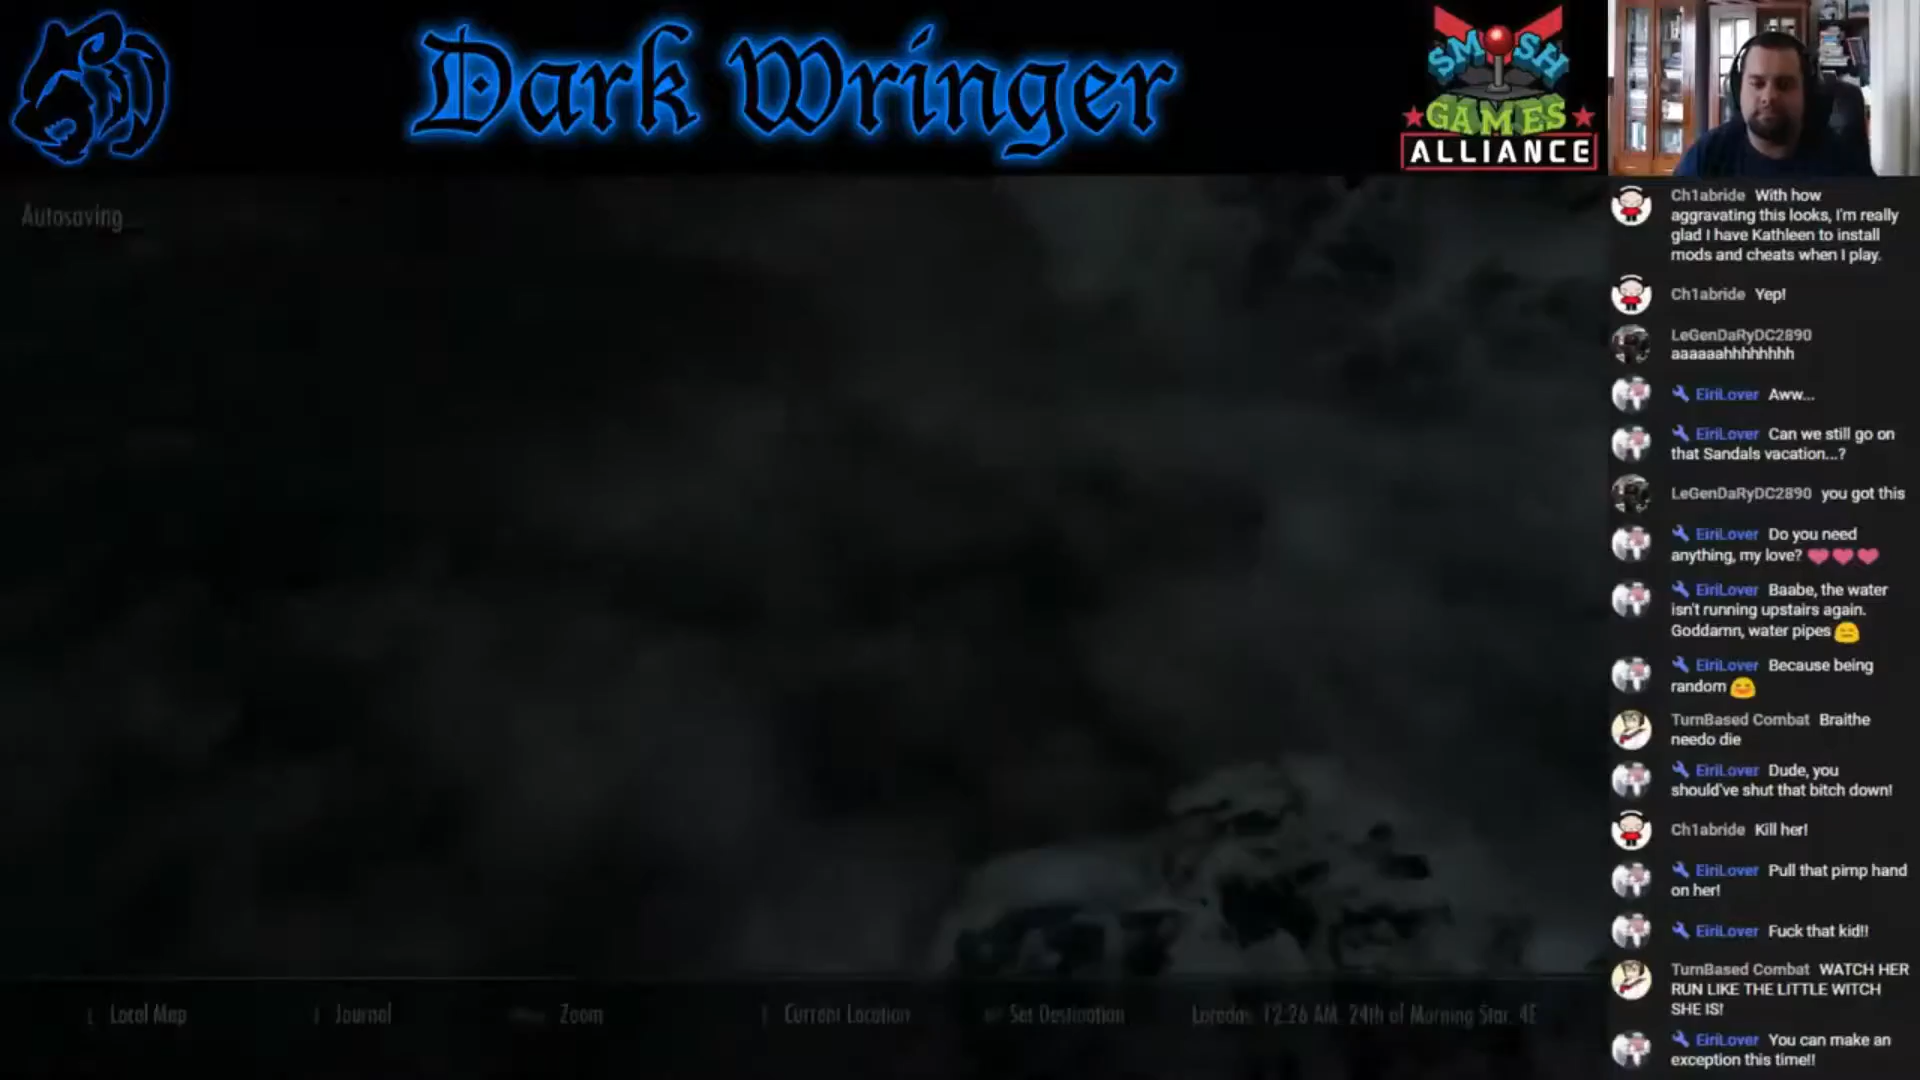 Dark Wringer
SMASH
GAMES
ALLIANCE
Autosaving...
Ch1abride With how
aggravating this looks, I'm really
glad I have Kathleen to install
mods and cheats when I play.
Ch1abride Yep!
LeGenDaRyDC2890
aaaaaahhhhhhhh
EiriLover Aww...
EiriLover Can we still go on
that Sandals vacation...?
LeGenDaRyDC2890 you got this
EiriLover Do you need
anything, my love?
EiriLover Baabe, the water
isn't running upstairs again.
Goddamn, water pipes
EiriLover Because being
random
TurnBased Combat Braithe
needo die
EiriLover Dude, you
should've shut that bitch down!
Ch1abride Kill her!
EiriLover Pull that pimp hand
on her!
EiriLover Fuck that kid!!
TurnBased Combat WATCH HER
RUN LIKE THE LITTLE WITCH
SHE IS!
EiriLover You can make an
exception this time!!
Local Map Journal Zoom Current Location Set Destination 12:26 AM, 24th of Morning Star, 4E